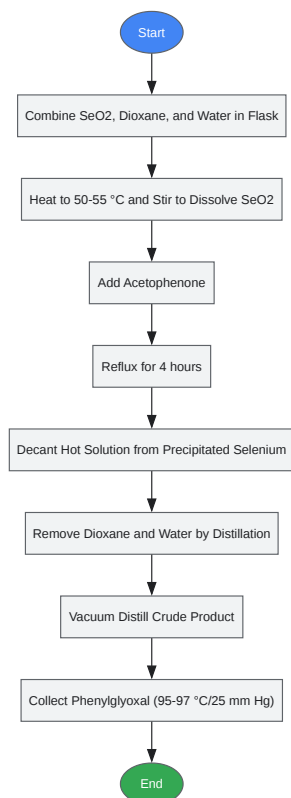 Start
Combine SeO2, Dioxane, and Water in Flask
Heat to 50-55 °C and Stir to Dissolve SeO2
Add Acetophenone
Reflux for 4 hours
Decant Hot Solution from Precipitated Selenium
Remove Dioxane and Water by Distillation
Vacuum Distill Crude Product
Collect Phenylglyoxal (95-97 °C/25 mm Hg)
End